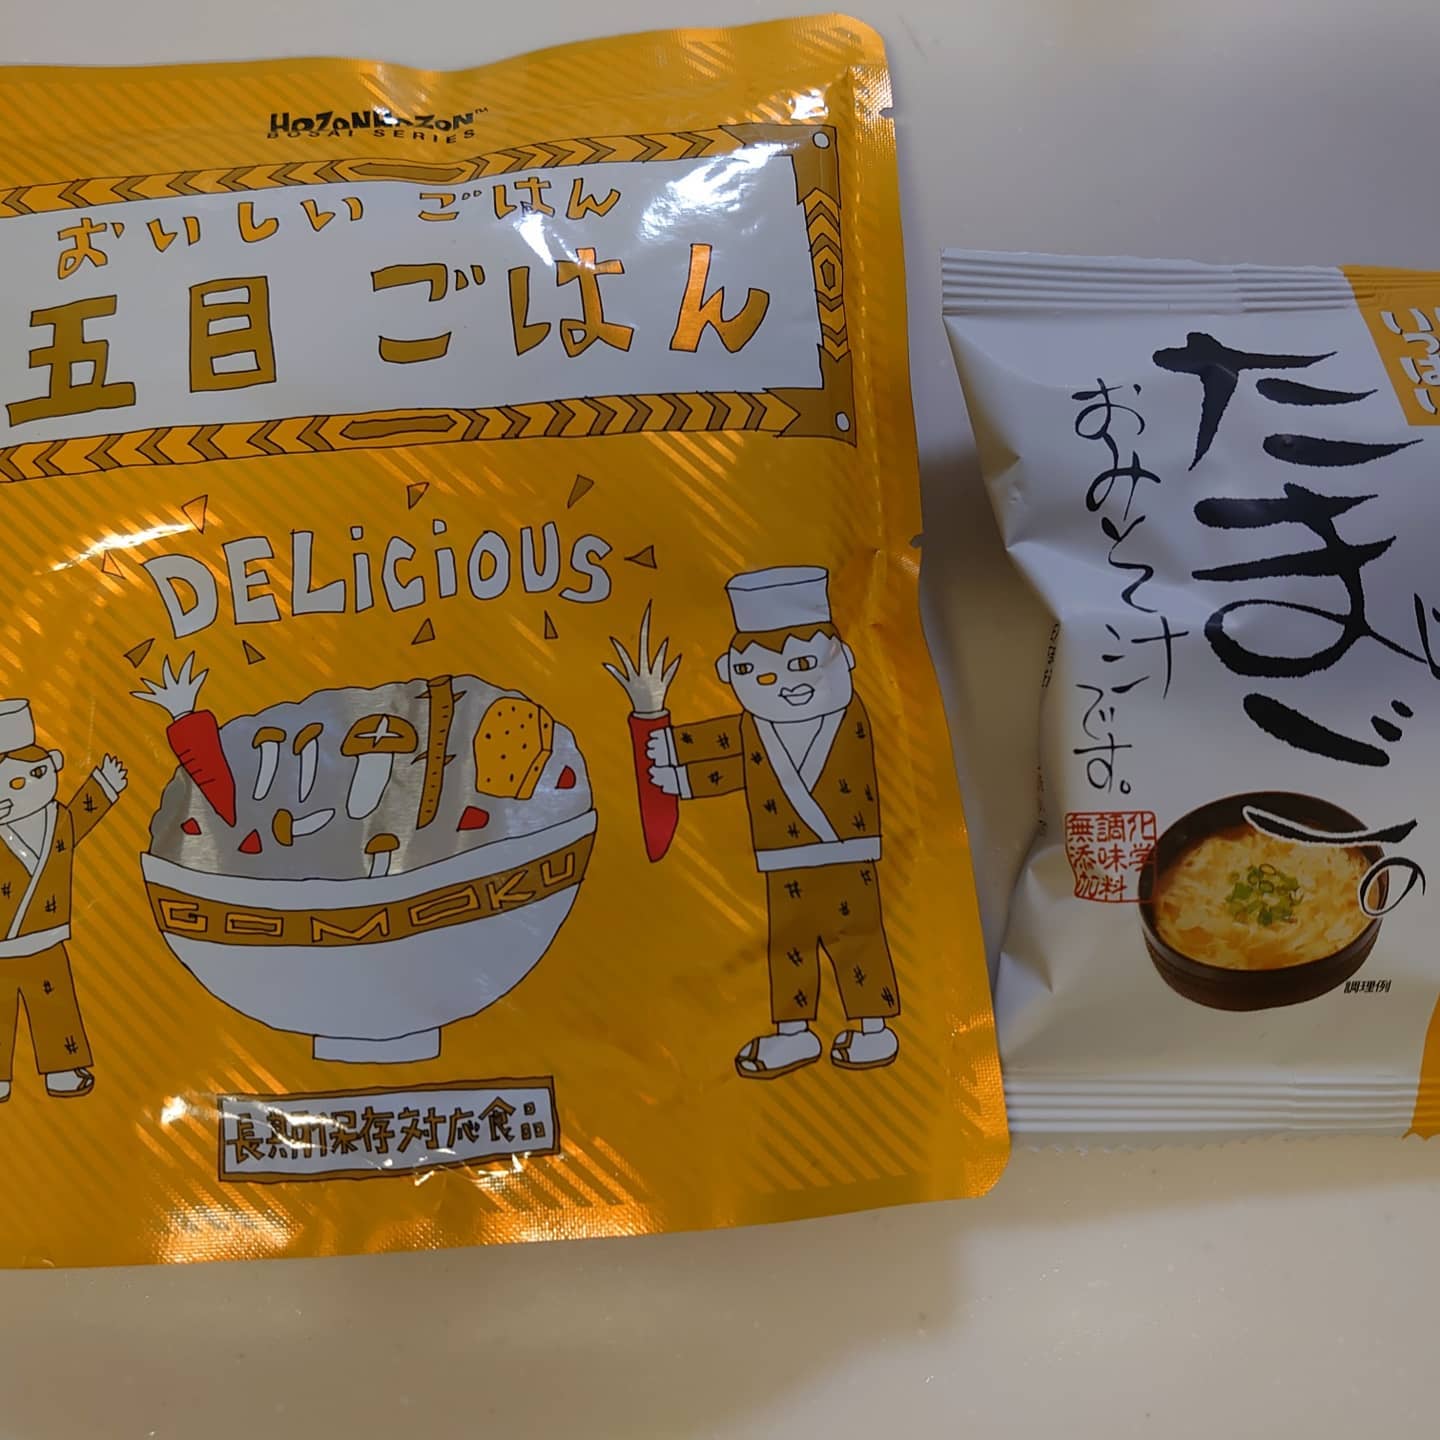 HOZONHOZON™
BOSAI SERIES
おいしい ごはん
五目 ごはん
DELiCiOUS
GOMOKU
長期保存対応食品
たまごの
おみそ汁です。
化学
調味料
無添加
調理例